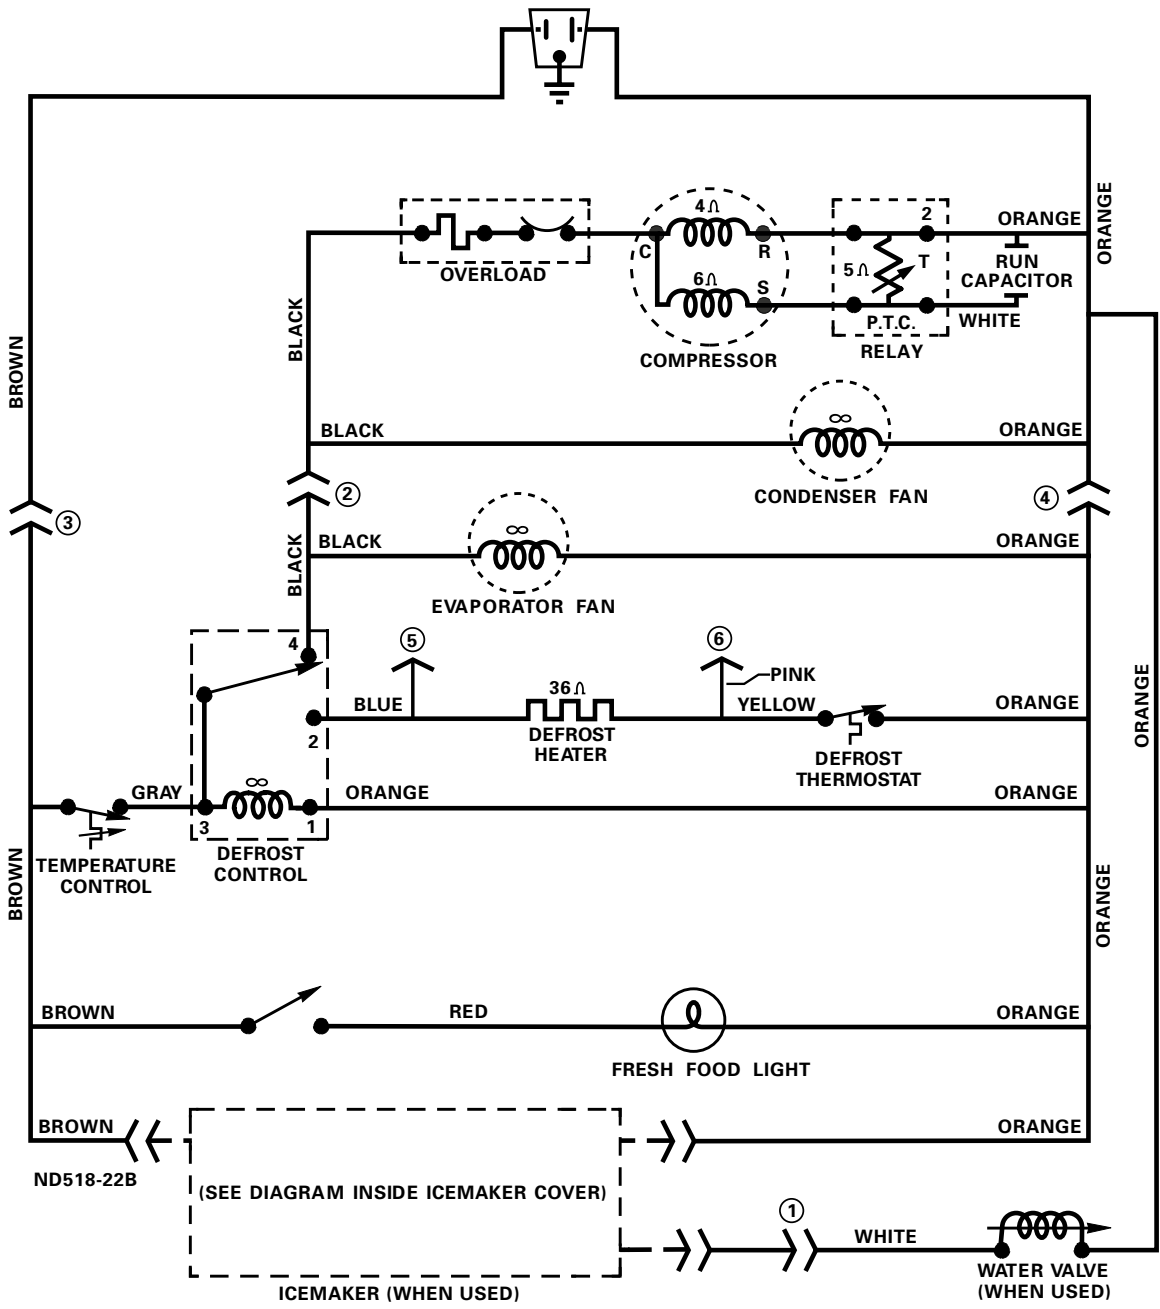 ORANGE
ORANGE
2
4Ω
C
R
5Ω
T
RUN
CAPACITOR
OVERLOAD
6Ω
S
P.T.C.
WHITE
RELAY
COMPRESSOR
BLACK
BROWN
BLACK
∞
ORANGE
CONDENSER FAN
2
4
3
BLACK
∞
ORANGE
BLACK
EVAPORATOR FAN
4
5
6
PINK
BLUE
36Ω
YELLOW
ORANGE
2
DEFROST
HEATER
DEFROST
THERMOSTAT
ORANGE
GRAY
∞
ORANGE
ORANGE
3
1
TEMPERATURE
CONTROL
DEFROST
CONTROL
BROWN
ORANGE
BROWN
RED
ORANGE
FRESH FOOD LIGHT
BROWN
ORANGE
ND518-22B
(SEE DIAGRAM INSIDE ICEMAKER COVER)
1
WHITE
WATER VALVE
(WHEN USED)
ICEMAKER (WHEN USED)